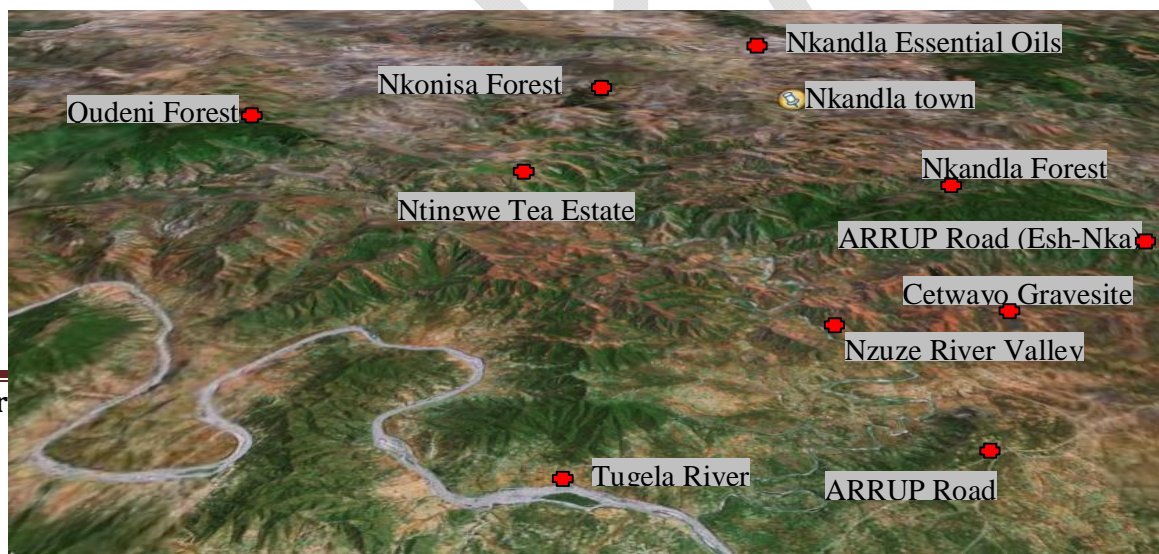 Nkandla Essential Oils
Nkonisa Forest
Nkandla town
Oudeni Forest
Nkandla Forest
Ntingwe Tea Estate
ARRUP Road (Esh-Nka)
Cetwayo Gravesite
Nzuze River Valley
r
Tugela River
ARRUP Road